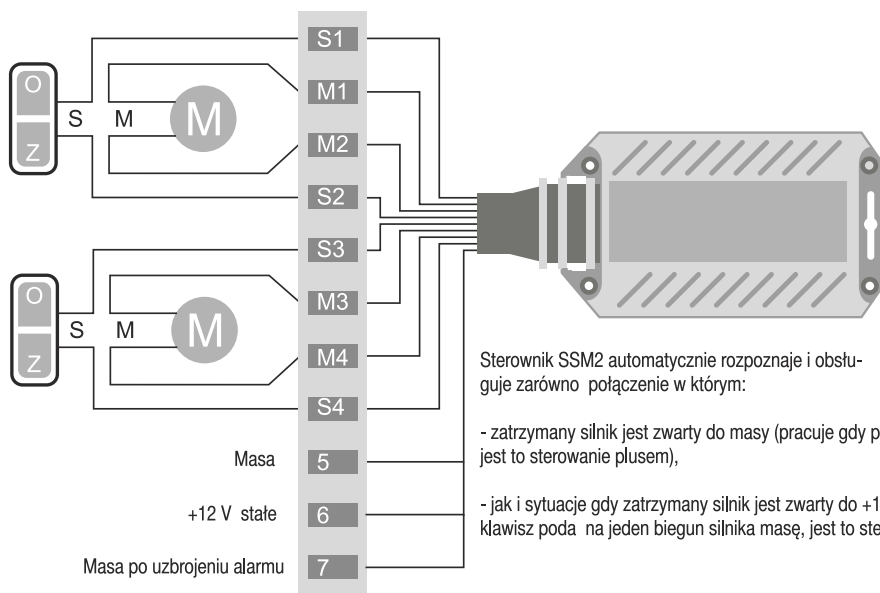 S1
O
M1
S M M
M2
Z
S2
S3
O
M3
S M M
M4
Z
S4
Masa 5
+12 V stałe 6
Masa po uzbrojeniu alarmu 7
Sterownik SSM2 automatycznie rozpoznaje i obsłu-
guje zarówno połączenie w którym:
- zatrzymany silnik jest zwarty do masy (pracuje gdy
jest to sterowanie plusem),
- jak i sytuacje gdy zatrzymany silnik jest zwarty do
klawisz poda na jeden biegun silnika masę, jest to